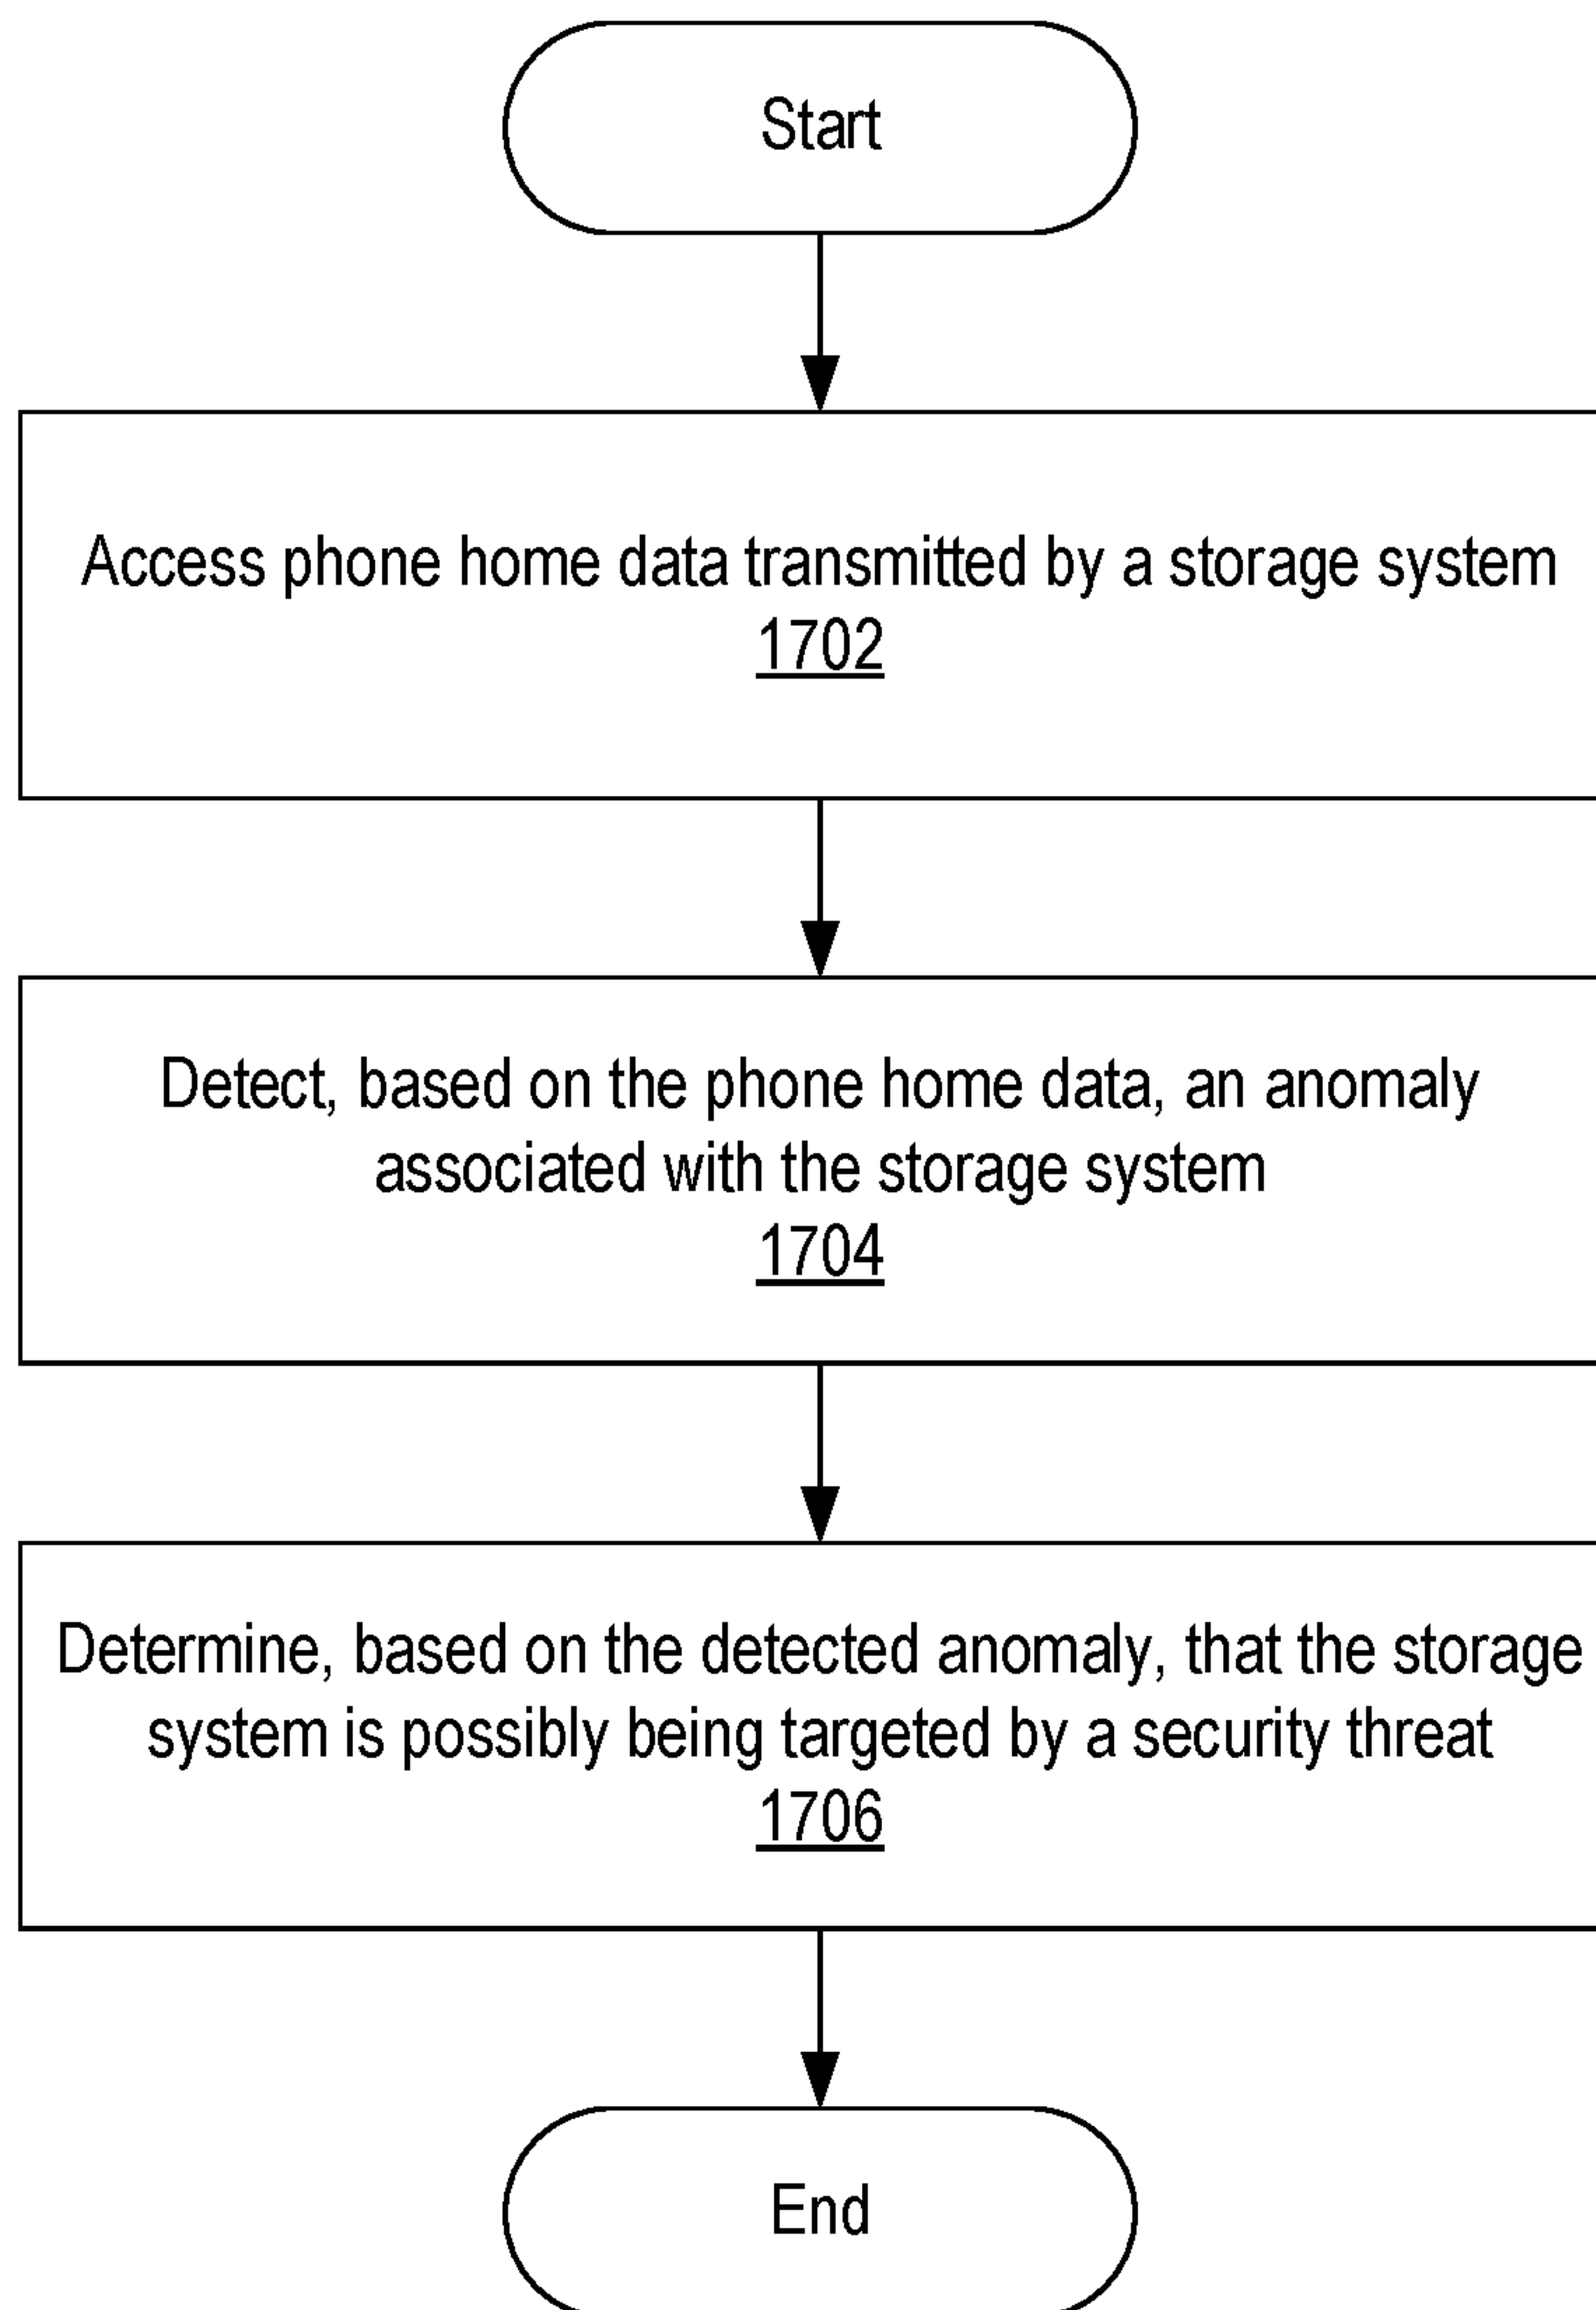 Start
Access phone home data transmitted by a storage system
1702
Detect, based on the phone home data, an anomaly
associated with the storage system
1704
Determine, based on the detected anomaly, that the storage
system is possibly being targeted by a security threat
1706
End